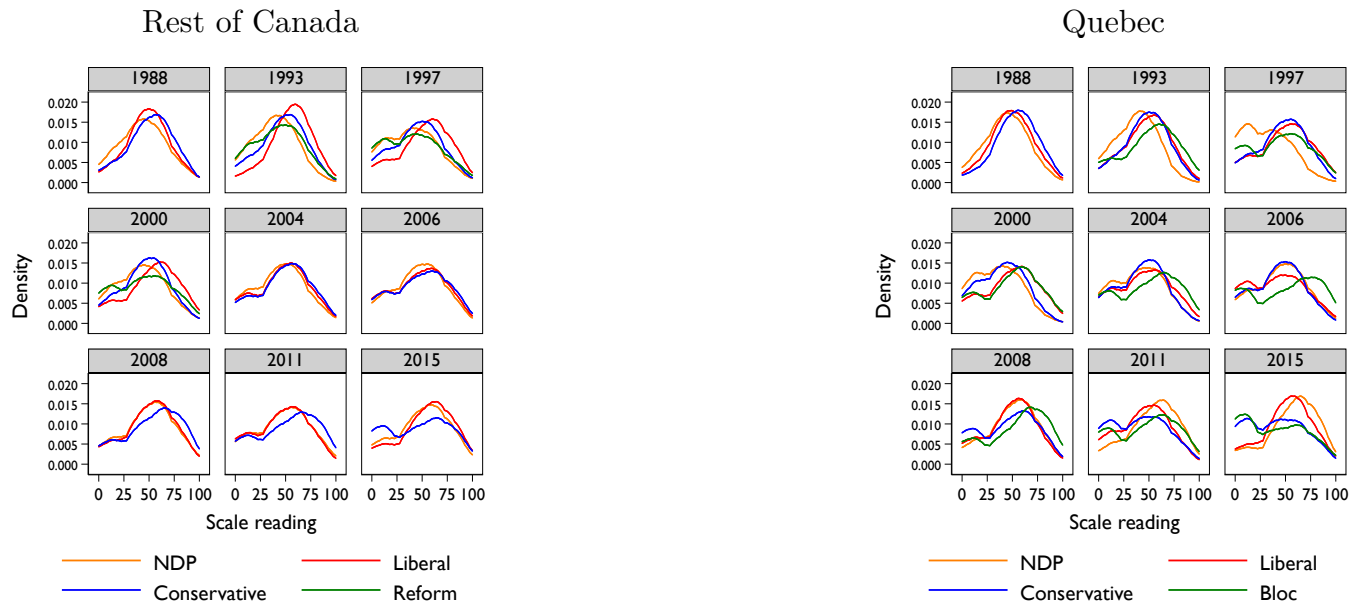 Rest of Canada
1988 1993 1997
0.020
0.015
0.010
0.005
0.000
2000 2004 2006
0.020
0.015
0.010
0.005
0.000
2008 2011 2015
0.020
0.015
0.010
0.005
0.000
Density
0 25 50 75 100 0 25 50 75 100 0 25 50 75 100
Scale reading
NDP Liberal
Conservative Reform
Quebec
1988 1993 1997
0.020
0.015
0.010
0.005
0.000
2000 2004 2006
0.020
0.015
0.010
0.005
0.000
2008 2011 2015
0.020
0.015
0.010
0.005
0.000
Density
0 25 50 75 100 0 25 50 75 100 0 25 50 75 100
Scale reading
NDP Liberal
Conservative Bloc